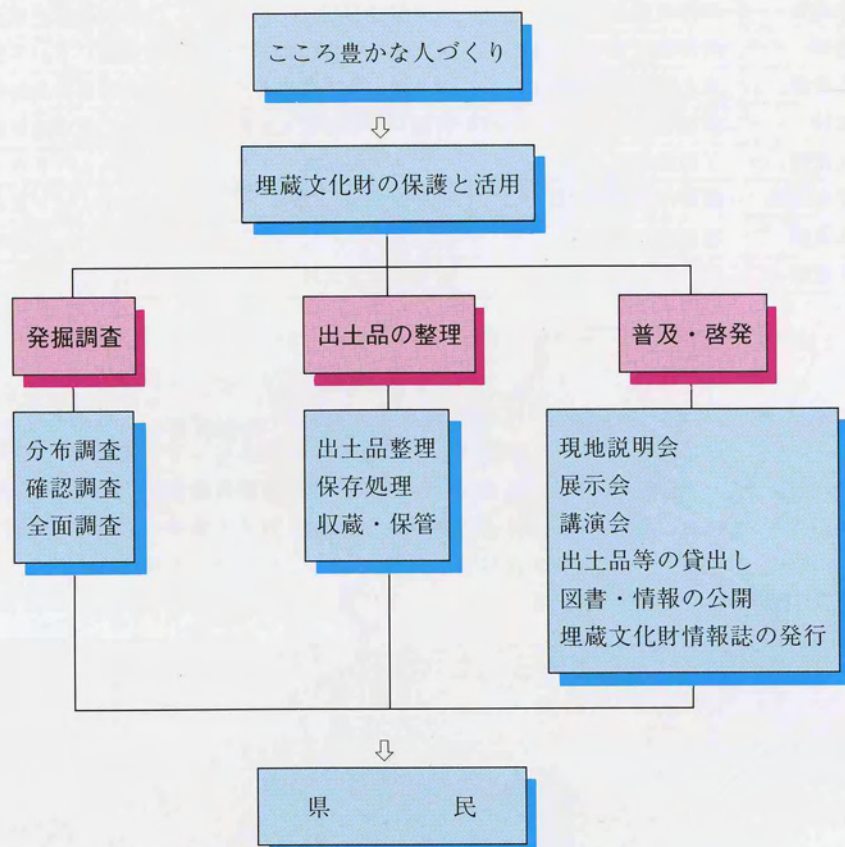 こころ豊かな人づくり
⇩
埋蔵文化財の保護と活用
発掘調査
分布調査
確認調査
全面調査
出土品の整理
出土品整理
保存処理
収蔵・保管
普及・啓発
現地説明会
展示会
講演会
出土品等の貸出し
図書・情報の公開
埋蔵文化財情報誌の発行
⇩
県　　　民